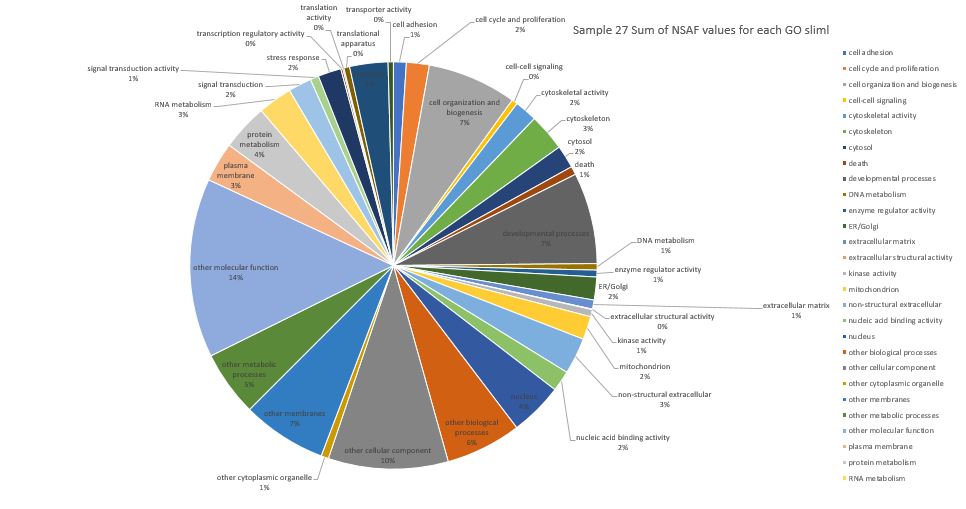 Sample 27 Sum of NSAF values for each GO sliml
translation
activity
0%
transporter activity
0%
cell adhesion
1%
cell cycle and proliferation
2%
transcription regulatory activity
0%
translational
apparatus
0%
stress response
2%
signal transduction activity
1%
signal transduction
2%
RNA metabolism
3%
cell organization and
biogenesis
7%
cell-cell signaling
0%
cytoskeletal activity
2%
cytoskeleton
3%
cytosol
2%
death
1%
protein
metabolism
4%
plasma
membrane
3%
developmental processes
7%
DNA metabolism
1%
enzyme regulator activity
1%
ER/Golgi
2%
extracellular matrix
1%
extracellular structural activity
0%
kinase activity
1%
mitochondrion
2%
non-structural extracellular
3%
nucleic acid binding activity
2%
nucleus
4%
other biological
processes
6%
other cellular component
10%
other cytoplasmic organelle
1%
other membranes
7%
other metabolic
processes
5%
other molecular function
14%
cell adhesion
cell cycle and proliferation
cell organization and biogenesis
cell-cell signaling
cytoskeletal activity
cytoskeleton
cytosol
death
developmental processes
DNA metabolism
enzyme regulator activity
ER/Golgi
extracellular matrix
extracellular structural activity
kinase activity
mitochondrion
non-structural extracellular
nucleic acid binding activity
nucleus
other biological processes
other cellular component
other cytoplasmic organelle
other membranes
other metabolic processes
other molecular function
plasma membrane
protein metabolism
RNA metabolism